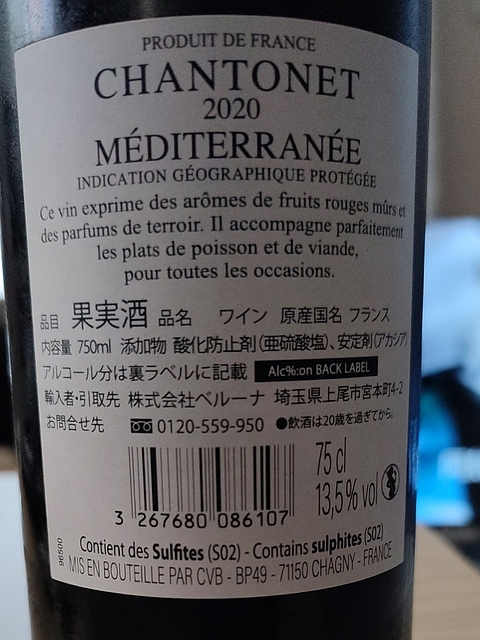 PRODUIT DE FRANCE
CHANTONET
2020
MÉDITERRANÉE
INDICATION GÉOGRAPHIQUE PROTÉGÉE
Ce vin exprime des arômes de fruits rouges mûrs et
des parfums de terroir. Il accompagne parfaitement
les plats de poisson et de viande,
pour toutes les occasions.
品目 果実酒 品名 ワイン 原産国名 フランス
内容量 750ml 添加物 酸化防止剤(亜硫酸塩)、安定剤(アカシア)
アルコール分は裏ラベルに記載 Alc%:on BACK LABEL
輸入者・引取先 株式会社ベルーナ 埼玉県上尾市宮本町4-2
お問合せ先 0120-559-950 ●飲酒は20歳を過ぎてから。
75 cl
13,5% vol
3 267680 086107
96500
Contient des Sulfites (S02) - Contains sulphites (S02)
MIS EN BOUTEILLE PAR CVB - BP49 - 71150 CHAGNY - FRANCE